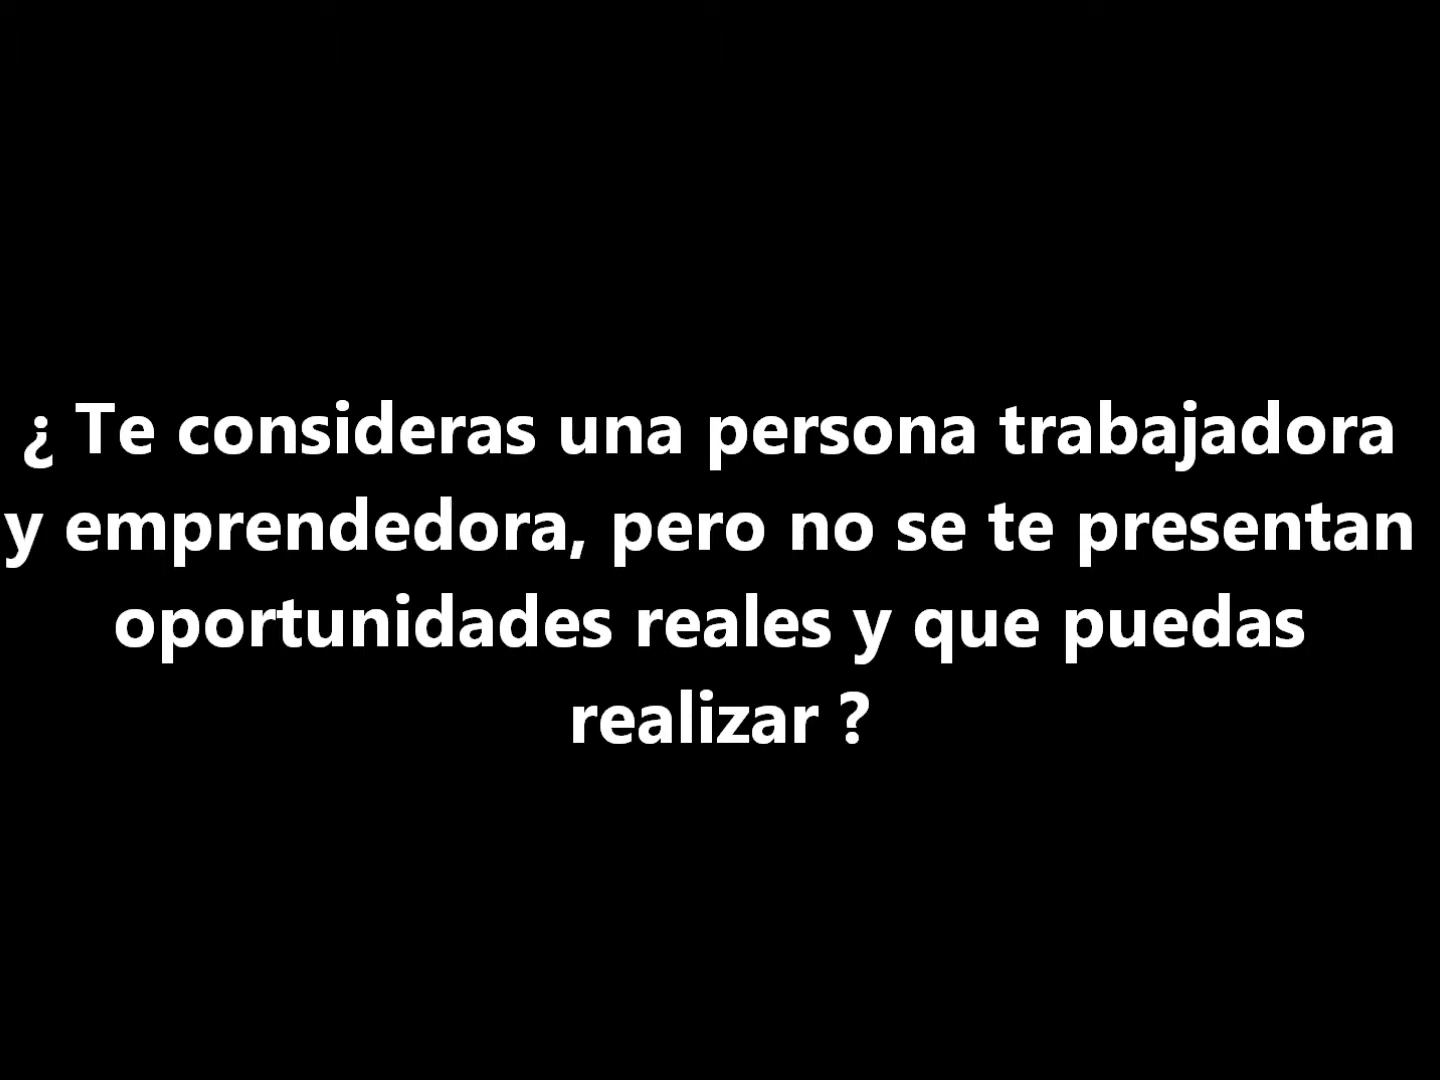 ¿ Te consideras una persona trabajadora
y emprendedora, pero no se te presentan
oportunidades reales y que puedas
realizar ?